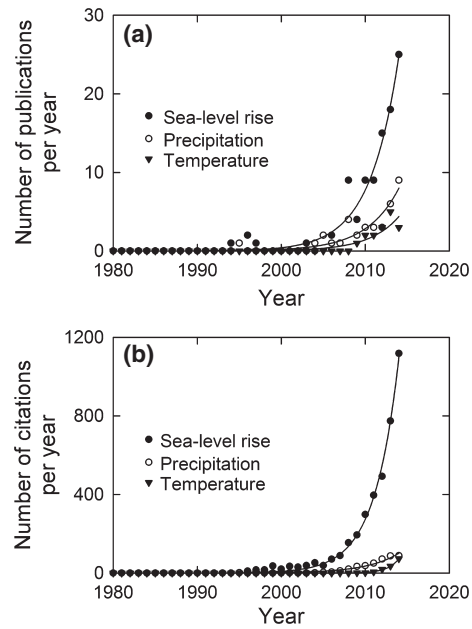 (a)
Number of publications
per year
30
20
10
0
Sea-level rise
Precipitation
Temperature
1980 1990 2000 2010 2020
Year
(b)
Number of citations
per year
1200
800
400
0
Sea-level rise
Precipitation
Temperature
1980 1990 2000 2010 2020
Year